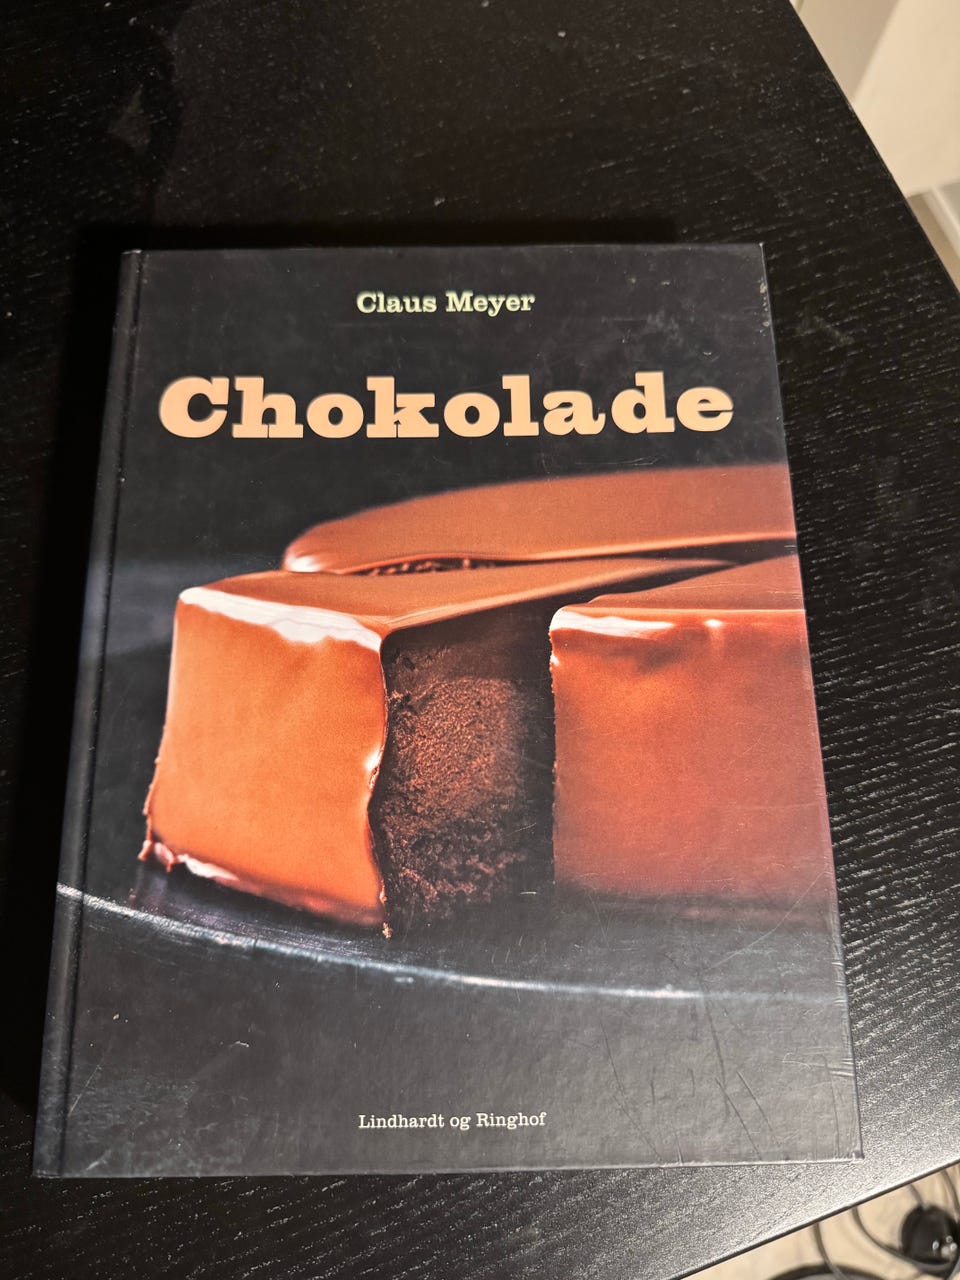 Claus Meyer
Chokolade
Lindhardt og Ringhof